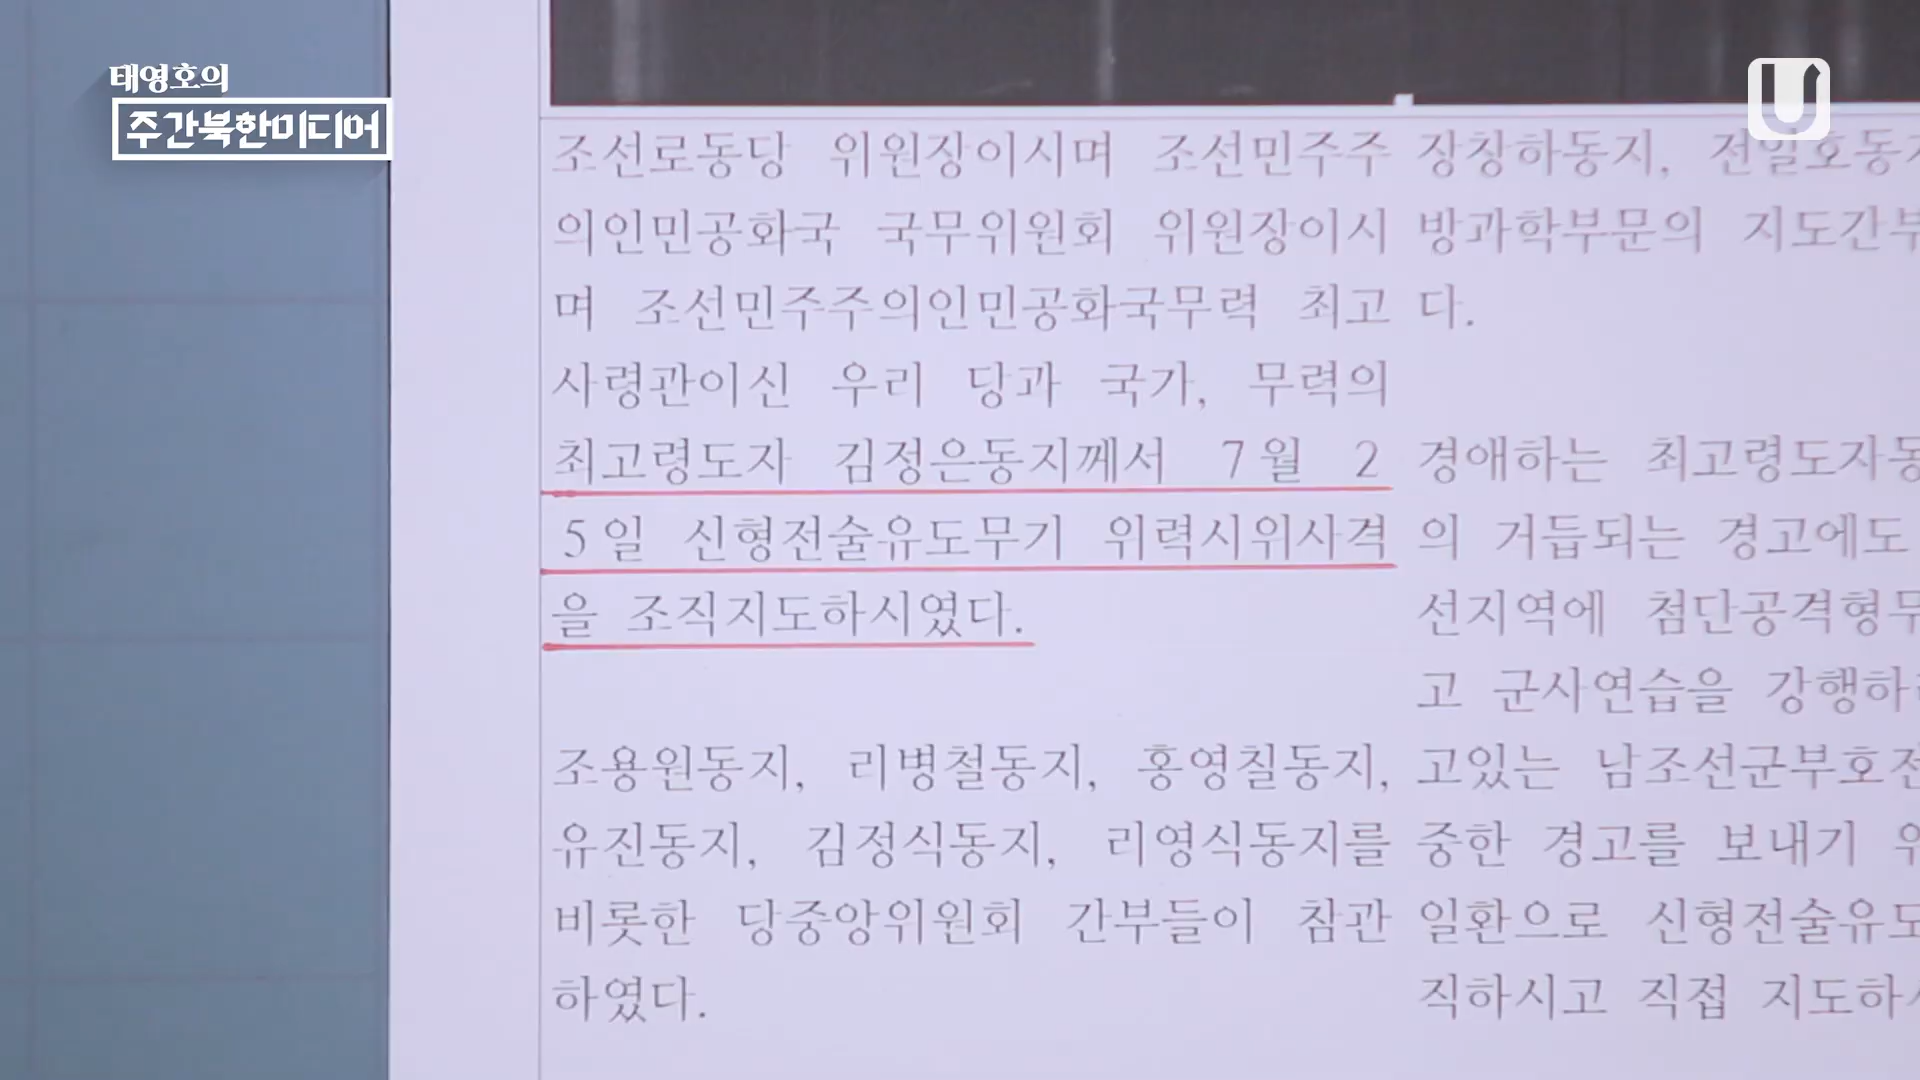 태영호의
주간북한미디어
조선로동당 위원장이시며 조선민주주
의인민공화국 국무위원회 위원장이시
며 조선민주주의인민공화국무력 최고
사령관이신 우리 당과 국가, 무력의
최고령도자 김정은동지께서 7월 2
5일 신형전술유도무기 위력시위사격
을 조직지도하시였다.
조용원동지, 리병철동지, 홍영칠동지,
유진동지, 김정식동지, 리영식동지를
비롯한 당중앙위원회 간부들이 참관
하였다.
장창하동지, 전일호동지
방과학부문의 지도간부
다.
경애하는 최고령도자동
의 거듭되는 경고에도
선지역에 첨단공격형무
고 군사연습을 강행하
고있는 남조선군부호전
중한 경고를 보내기 위
일환으로 신형전술유도
직하시고 직접 지도하시